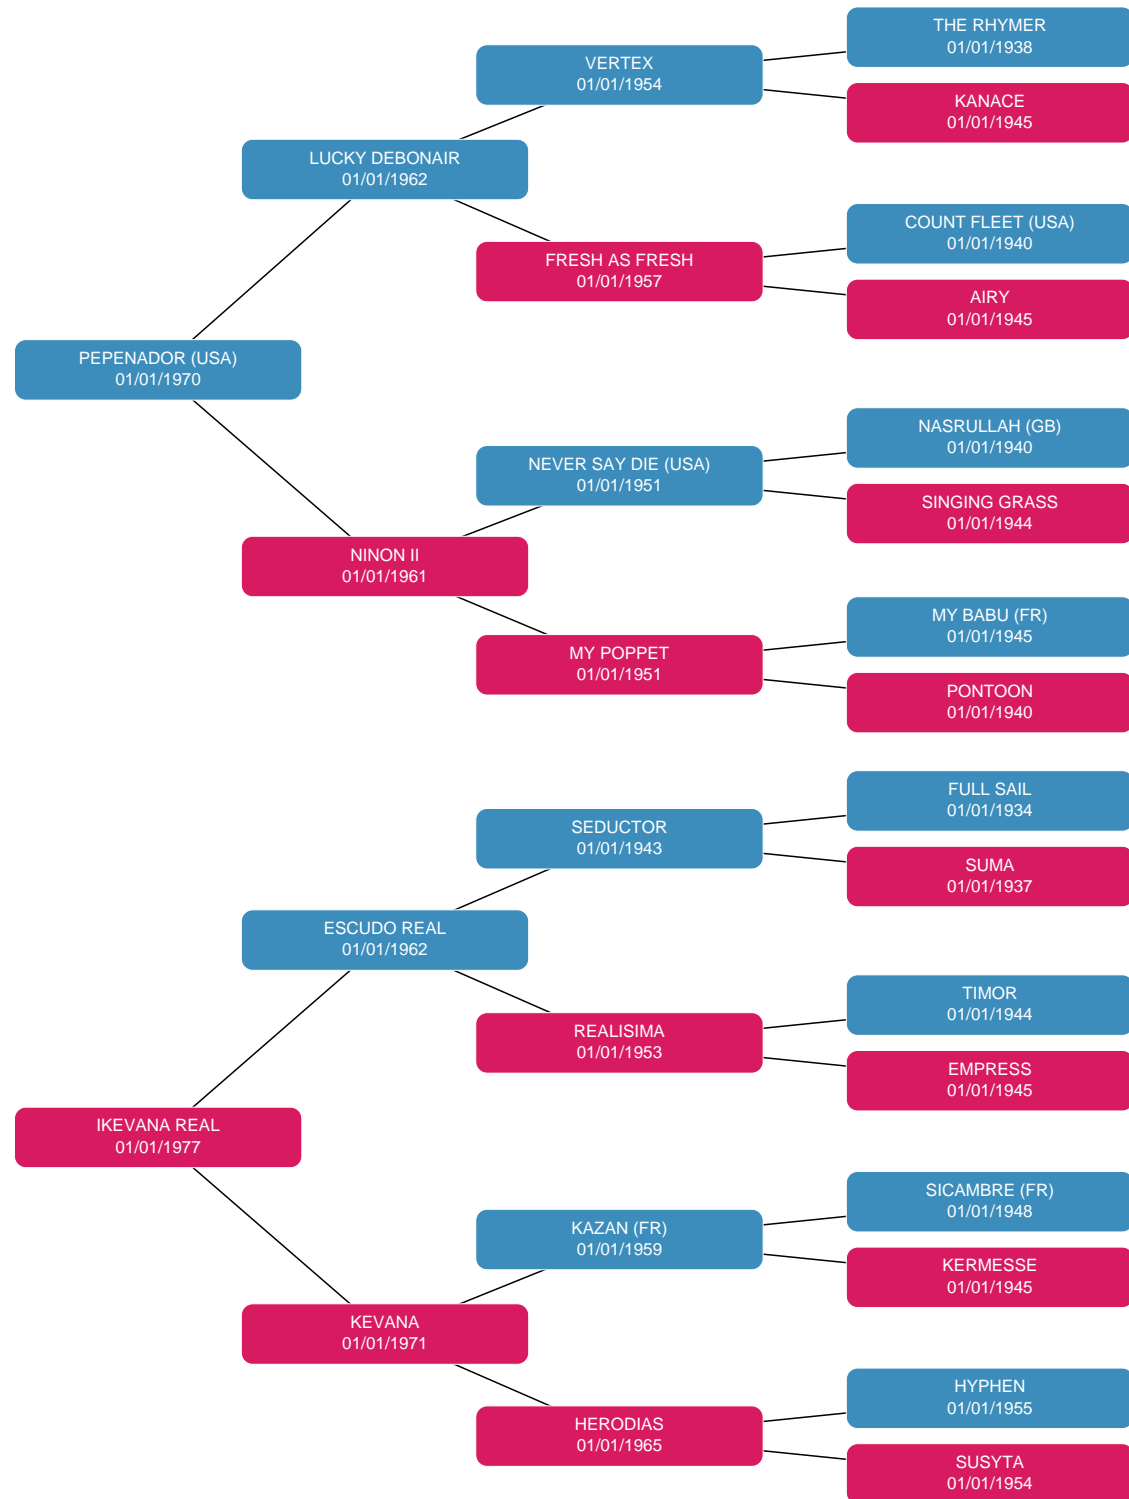 THE RHYMER
01/01/1938
VERTEX
01/01/1954
KANACE
01/01/1945
LUCKY DEBONAIR
01/01/1962
COUNT FLEET (USA)
01/01/1940
FRESH AS FRESH
01/01/1957
AIRY
01/01/1945
PEPENADOR (USA)
01/01/1970
NASRULLAH (GB)
01/01/1940
NEVER SAY DIE (USA)
01/01/1951
SINGING GRASS
01/01/1944
NINON II
01/01/1961
MY BABU (FR)
01/01/1945
MY POPPET
01/01/1951
PONTOON
01/01/1940
FULL SAIL
01/01/1934
SEDUCTOR
01/01/1943
SUMA
01/01/1937
ESCUDO REAL
01/01/1962
TIMOR
01/01/1944
REALISIMA
01/01/1953
EMPRESS
01/01/1945
IKEVANA REAL
01/01/1977
SICAMBRE (FR)
01/01/1948
KAZAN (FR)
01/01/1959
KERMESSE
01/01/1945
KEVANA
01/01/1971
HYPHEN
01/01/1955
HERODIAS
01/01/1965
SUSYTA
01/01/1954